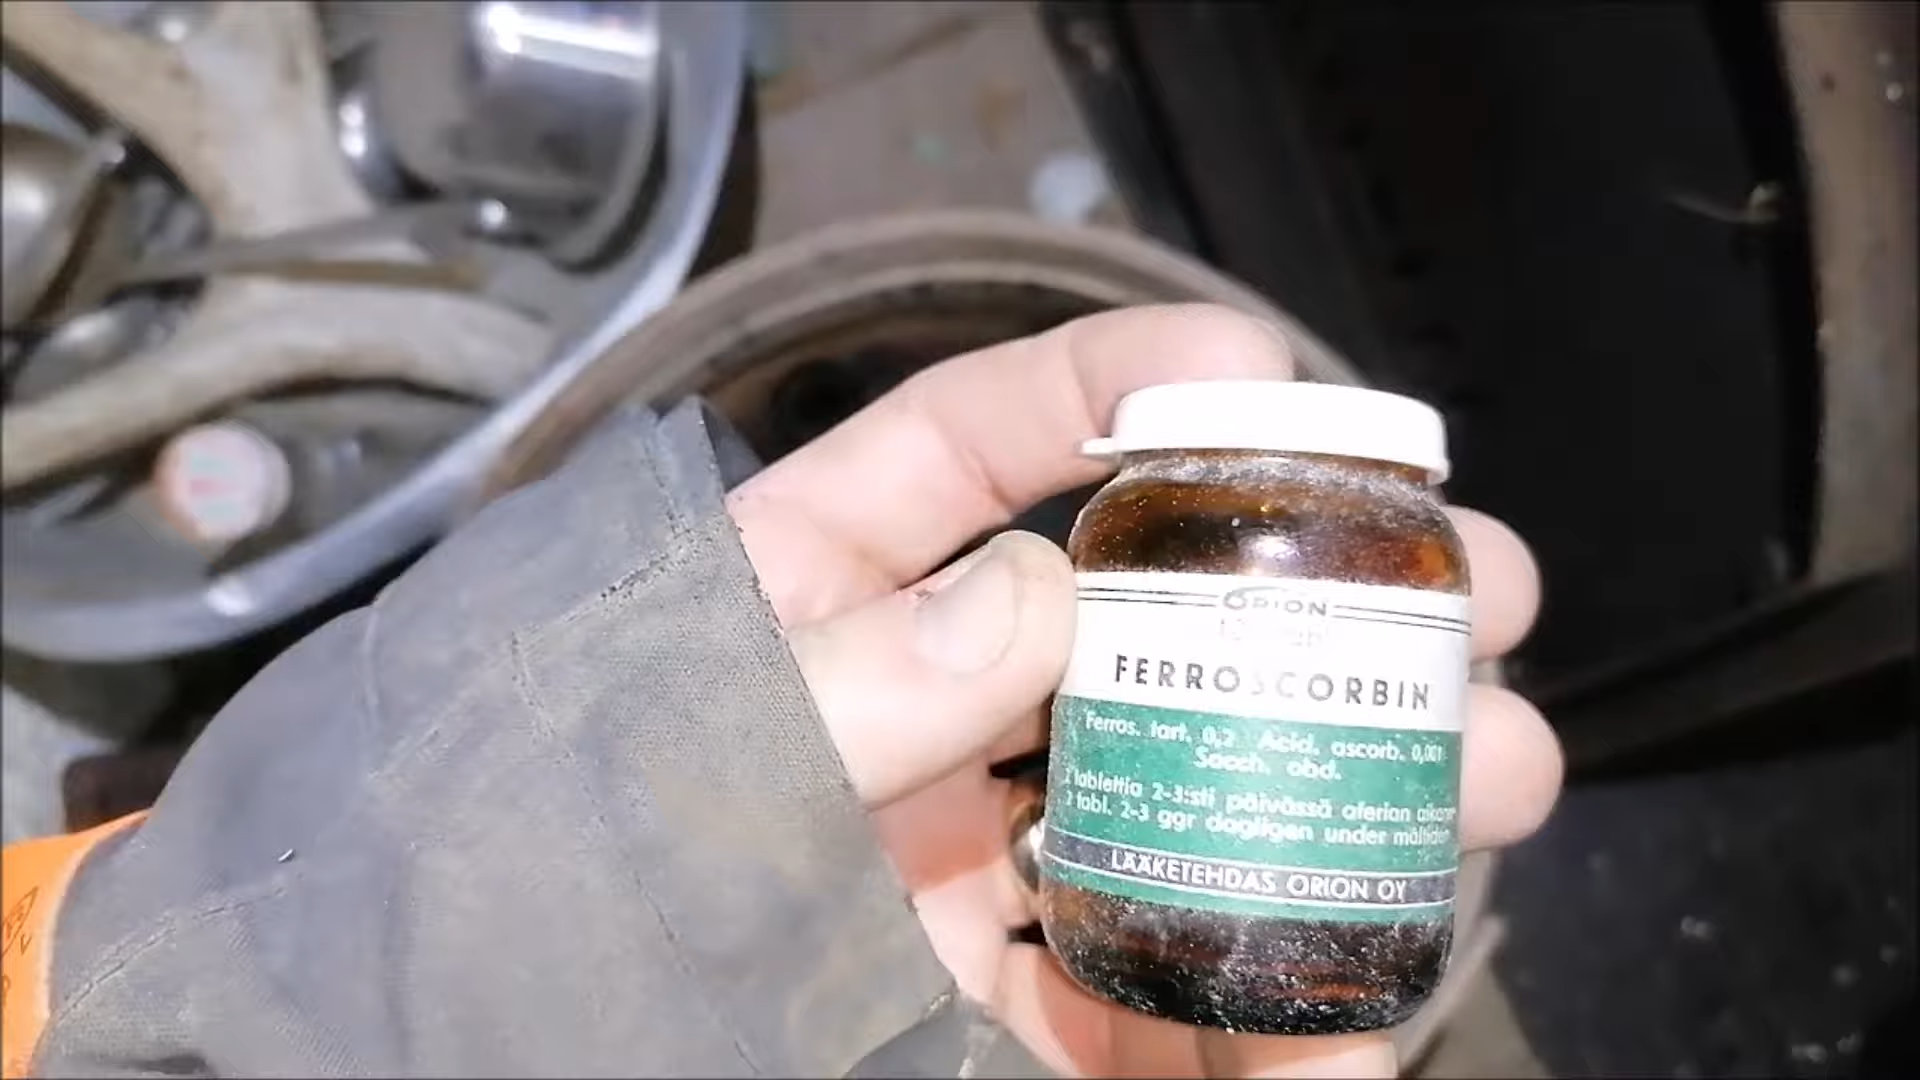 ORION
FERROSCORBIN
Ferros. tart. 0,2 Acid. ascorb. 0,001
Sacch. obd.
2 tablettia 2-3:sti päivässä aterian aikana
2 tabl. 2-3 ggr dagligen under måltiden
LÄÄKETEHDAS ORION OY